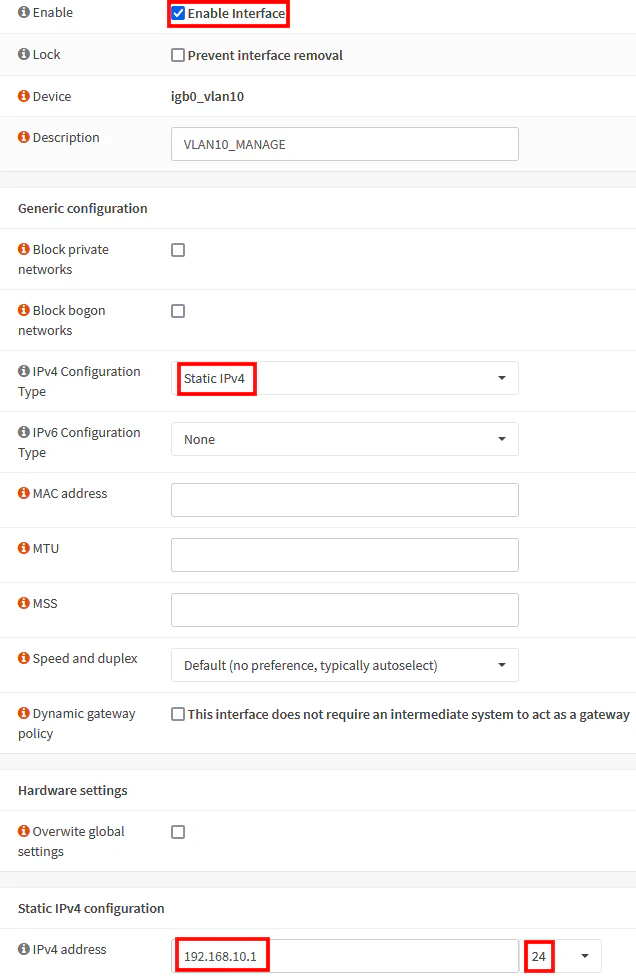 Enable
Enable Interface
Lock
Prevent interface removal
Device
igb0_vlan10
Description
VLAN10_MANAGE
Generic configuration
Block private
networks
Block bogon
networks
IPv4 Configuration
Type
Static IPv4
IPv6 Configuration
Type
None
MAC address
MTU
MSS
Speed and duplex
Default (no preference, typically autoselect)
Dynamic gateway
policy
This interface does not require an intermediate system to act as a gateway
Hardware settings
Overwite global
settings
Static IPv4 configuration
IPv4 address
192.168.10.1
24